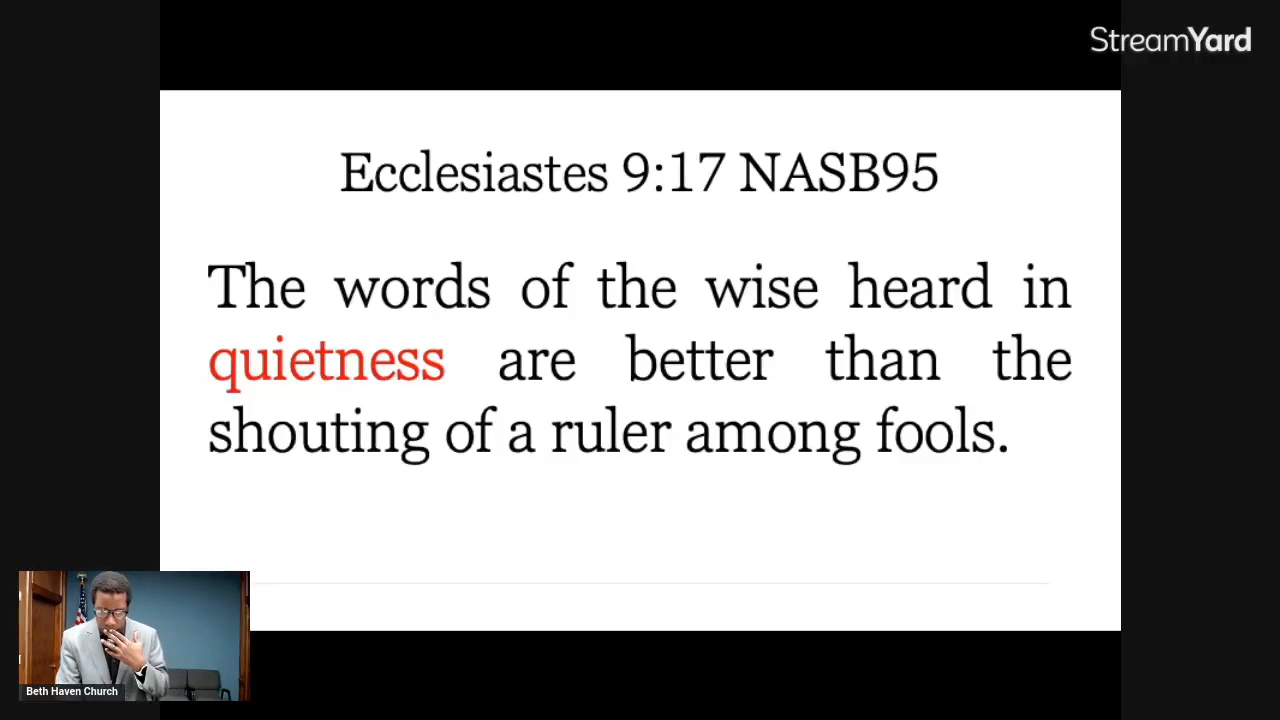 StreamYard
Ecclesiastes 9:17 NASB95
The words of the wise heard in
quietness are better than the
shouting of a ruler among fools.
Beth Haven Church